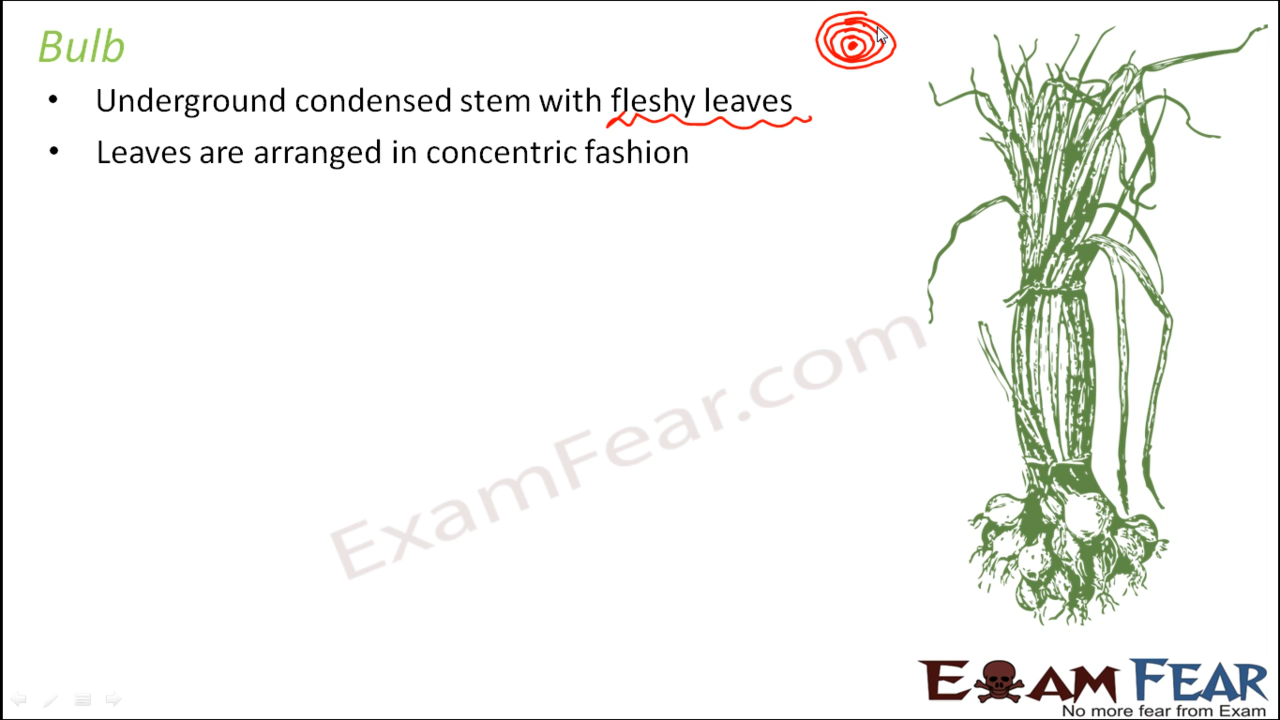 Bulb
• Underground condensed stem with fleshy leaves
• Leaves are arranged in concentric fashion
ExamFear.com
EXAM FEAR
No more fear from Exam